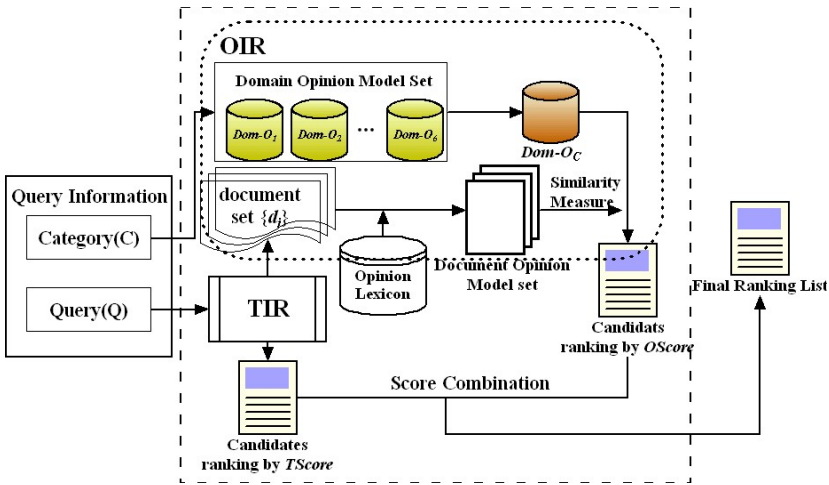 OIR
Domain Opinion Model Set
Dom-O1
Dom-O2
...
Dom-O6
Dom-OC
Query Information
Category(C)
Query(Q)
document
set {dj}
Opinion
Lexicon
Document Opinion
Model set
Similarity
Measure
TIR
Candidats
ranking by OScore
Final Ranking List
Score Combination
Candidates
ranking by TScore